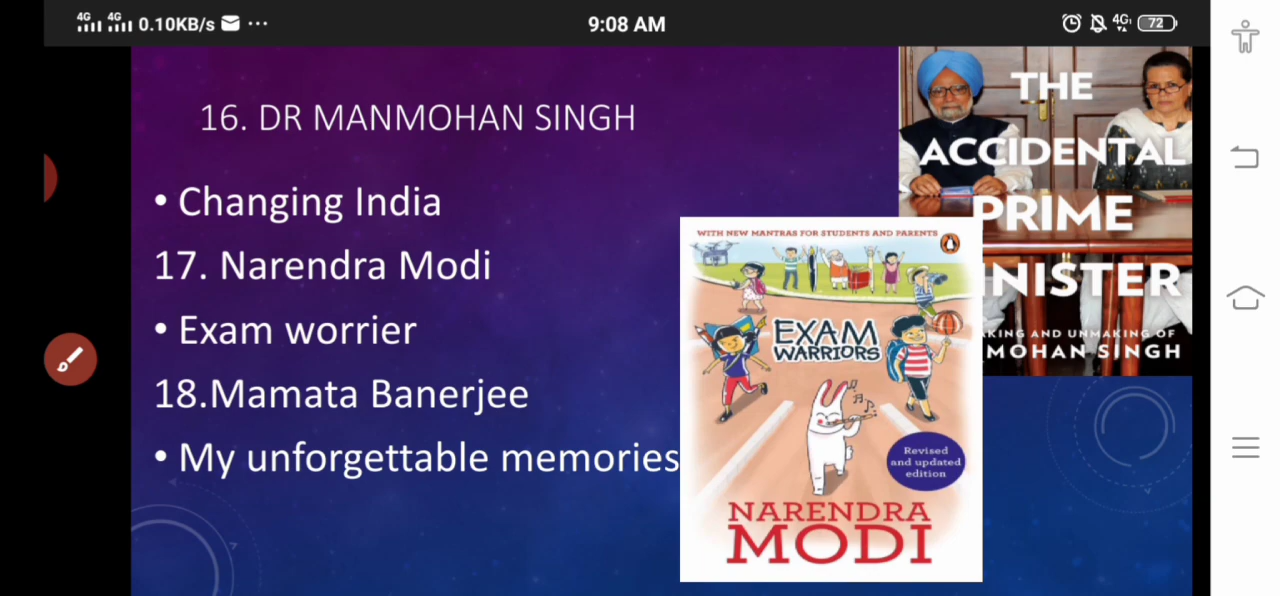 4G 4G 0.10KB/s ...
9:08 AM
4G 72
16. DR MANMOHAN SINGH
• Changing India
17. Narendra Modi
• Exam worrier
18.Mamata Banerjee
• My unforgettable memories
THE
ACCIDENTAL
PRIME
INISTER
KING AND UNMAKING OF
MOHAN SINGH
WITH NEW MANTRAS FOR STUDENTS AND PARENTS
EXAM
WARRIORS
Revised
and updated
edition
NARENDRA
MODI